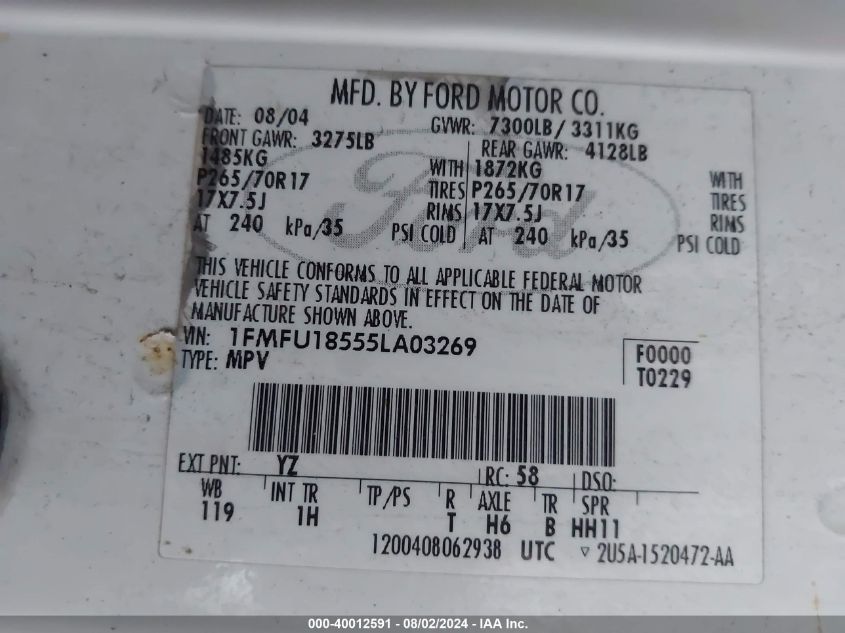 MFD. BY FORD MOTOR CO.
DATE: 08/04 GVWR: 7300LB/ 3311KG
FRONT GAWR: 3275LB REAR GAWR: 4128LB
1485KG WITH 1872KG WITH
P265/70R17 TIRES P265/70R17 TIRES
17X7.5J RIMS 17X7.5J RIMS
AT 240 kPa/35 PSI COLD AT 240 kPa/35 PSI COLD
Ford
THIS VEHICLE CONFORMS TO ALL APPLICABLE FEDERAL MOTOR
VEHICLE SAFETY STANDARDS IN EFFECT ON THE DATE OF
MANUFACTURE SHOWN ABOVE.
VIN: 1FMFU18555LA03269
TYPE: MPV
F0000
T0229
EXT PNT: YZ RC: 58 DSO:
WB INT TR TP/PS R AXLE TR SPR
119 1H T H6 B HH11
1200408062938 UTC ▽ 2U5A-1520472-AA
000-40012591 - 08/02/2024 - IAA Inc.